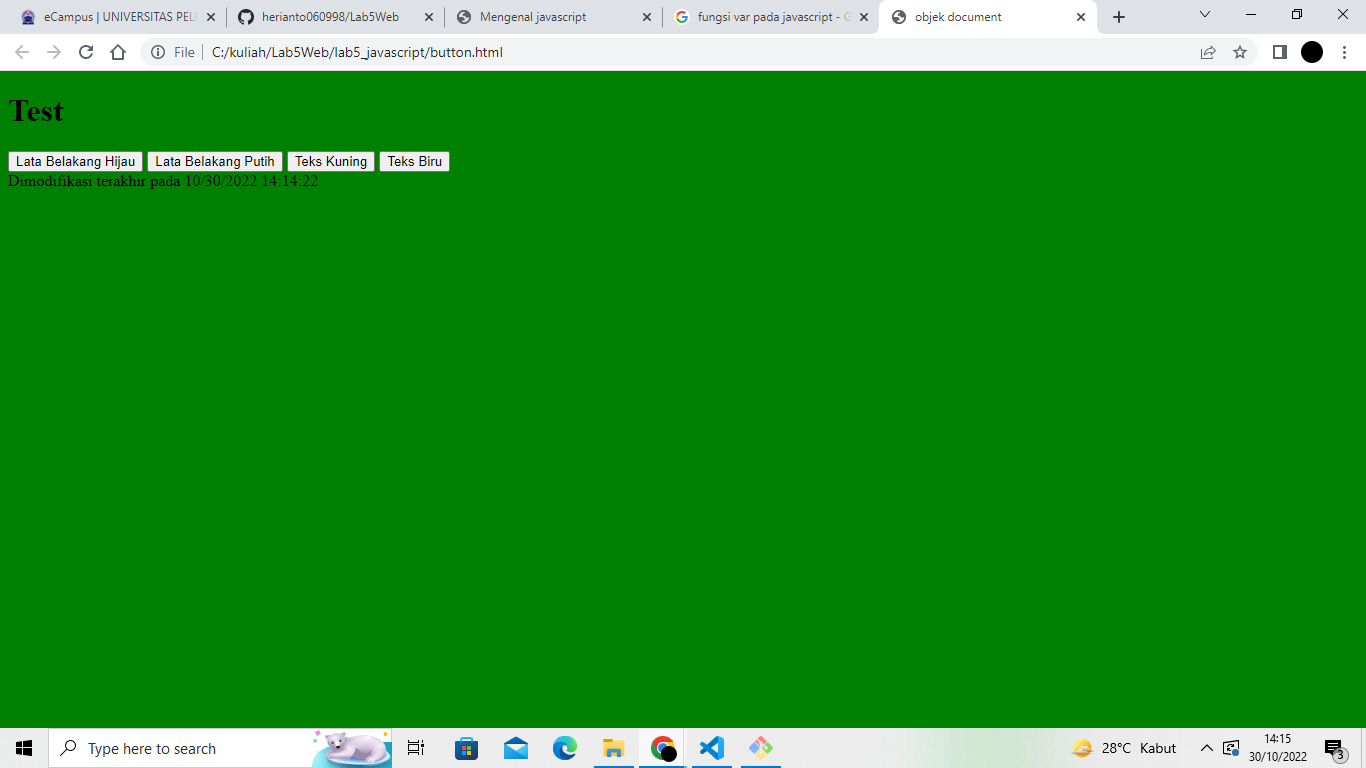 eCampus | UNIVERSITAS PELI
herianto060998/Lab5Web
Mengenal javascript
fungsi var pada javascript - G
objek document
File
C:/kuliah/Lab5Web/lab5_javascript/button.html
Test
Lata Belakang Hijau
Lata Belakang Putih
Teks Kuning
Teks Biru
Dimodifikasi terakhir pada 10/30/2022 14:14:22
Type here to search
28°C Kabut
14:15
30/10/2022
3